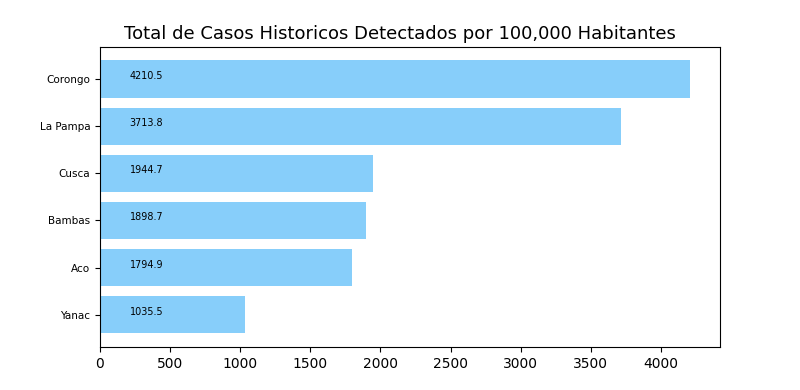 Total de Casos Historicos Detectados por 100,000 Habitantes
Corongo 4210.5
La Pampa 3713.8
Cusca 1944.7
Bambas 1898.7
Aco 1794.9
Yanac 1035.5
0 500 1000 1500 2000 2500 3000 3500 4000